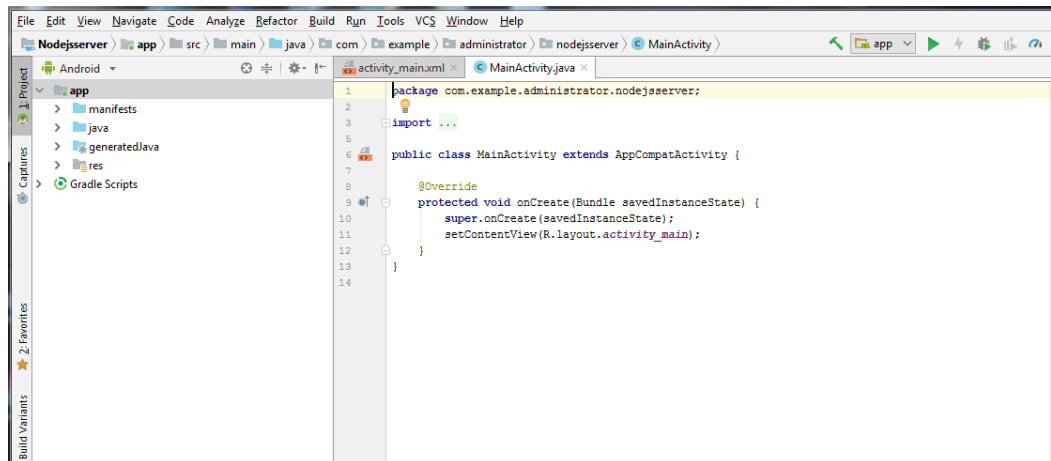 File Edit View Navigate Code Analyze Refactor Build Run Tools VCS Window Help
Nodejsserver app src main java com example administrator nodejsserver MainActivity app
Android
activity_main.xml MainActivity.java
1: Project
Captures
2: Favorites
Build Variants
app
manifests
java
generatedJava
res
Gradle Scripts
1 package com.example.administrator.nodejsserver;
2
3 import ...
5
6 public class MainActivity extends AppCompatActivity {
7
8 @Override
9 protected void onCreate(Bundle savedInstanceState) {
10 super.onCreate(savedInstanceState);
11 setContentView(R.layout.activity_main);
12 }
13 }
14